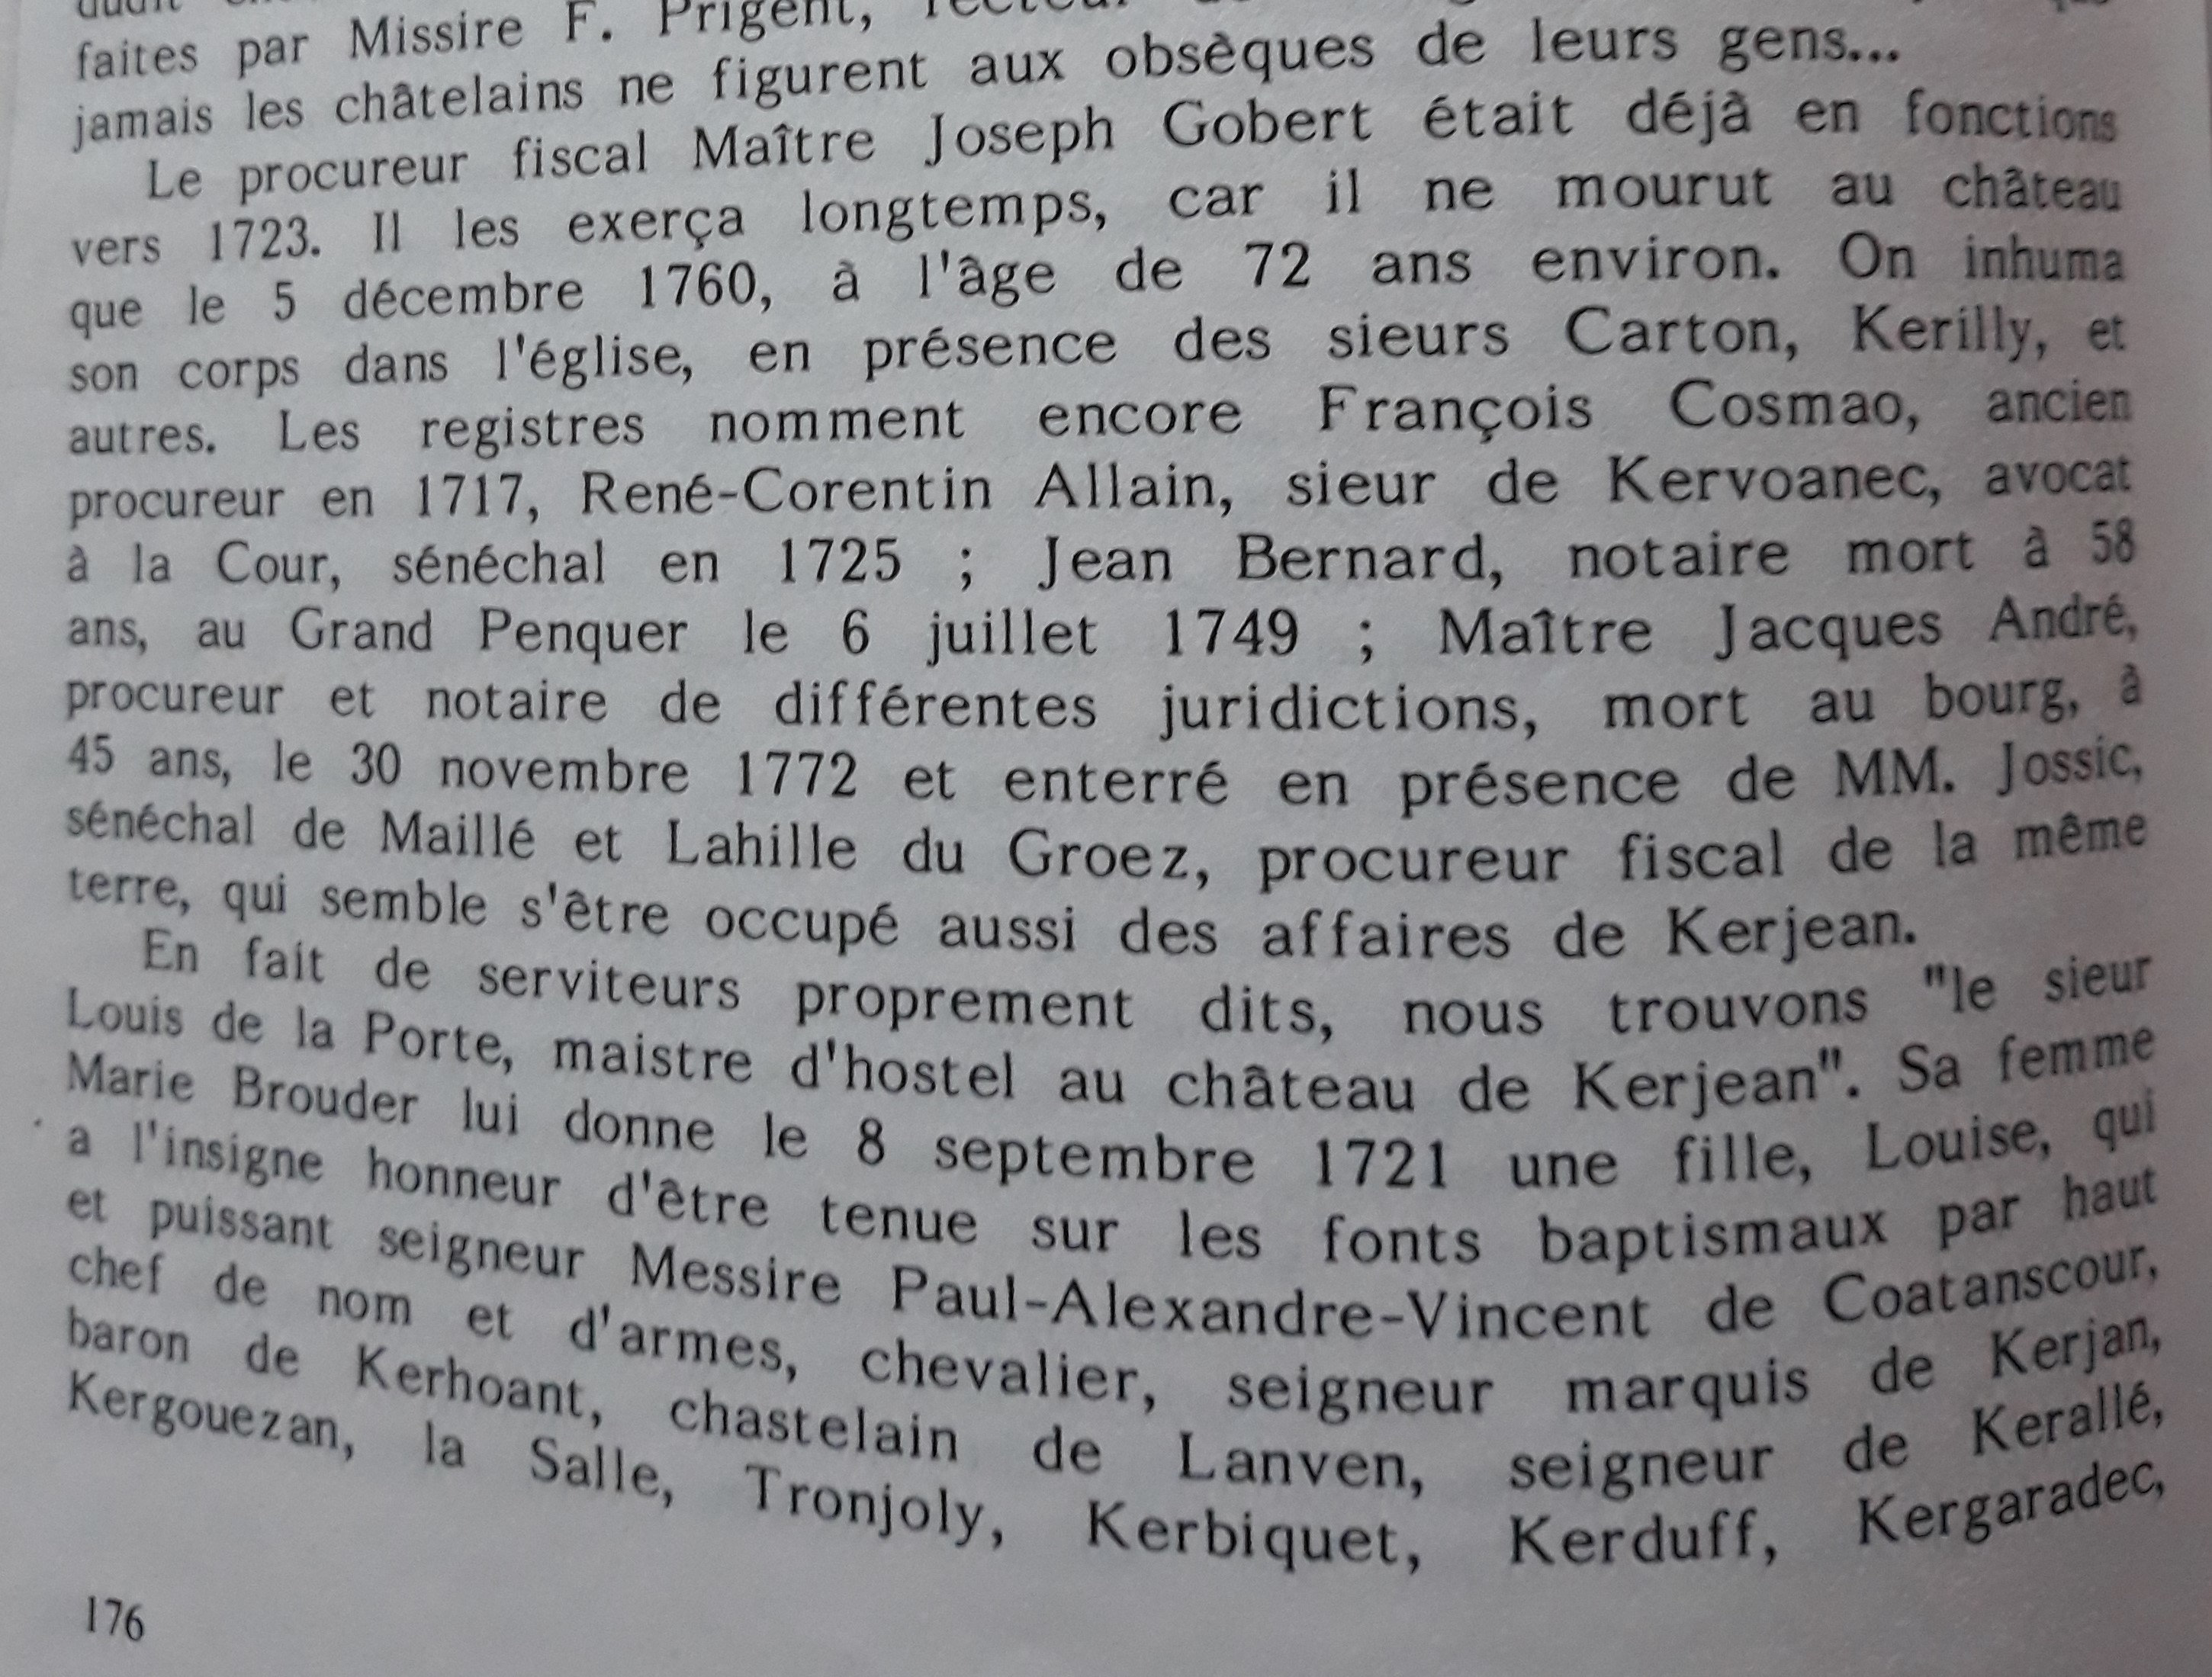 faites par Missire F. Prigent,
jamais les châtelains ne figurent aux obsèques de leurs gens...
Le procureur fiscal Maître Joseph Gobert était déjà en fonctions
vers 1723. Il les exerça longtemps, car il ne mourut au château
que le 5 décembre 1760, à l'âge de 72 ans environ. On inhuma
son corps dans l'église, en présence des sieurs Carton, Kerilly, et
autres. Les registres nomment encore François Cosmao, ancien
procureur en 1717, René-Corentin Allain, sieur de Kervoanec, avocat
à la Cour, sénéchal en 1725 ; Jean Bernard, notaire mort à 58
ans, au Grand Penquer le 6 juillet 1749 ; Maître Jacques André,
procureur et notaire de différentes juridictions, mort au bourg, à
45 ans, le 30 novembre 1772 et enterré en présence de MM. Jossic,
sénéchal de Maillé et Lahille du Groez, procureur fiscal de la même
terre, qui semble s'être occupé aussi des affaires de Kerjean.
En fait de serviteurs proprement dits, nous trouvons "le sieur
Louis de la Porte, maistre d'hostel au château de Kerjean". Sa femme
Marie Brouder lui donne le 8 septembre 1721 une fille, Louise, qui
a l'insigne honneur d'être tenue sur les fonts baptismaux par haut
et puissant seigneur Messire Paul-Alexandre-Vincent de Coatanscour,
chef de nom et d'armes, chevalier, seigneur marquis de Kerjan,
baron de Kerhoant, chastelain de Lanven, seigneur de Kerallé,
Kergouezan, la Salle, Tronjoly, Kerbiquet, Kerduff, Kergaradec,
176